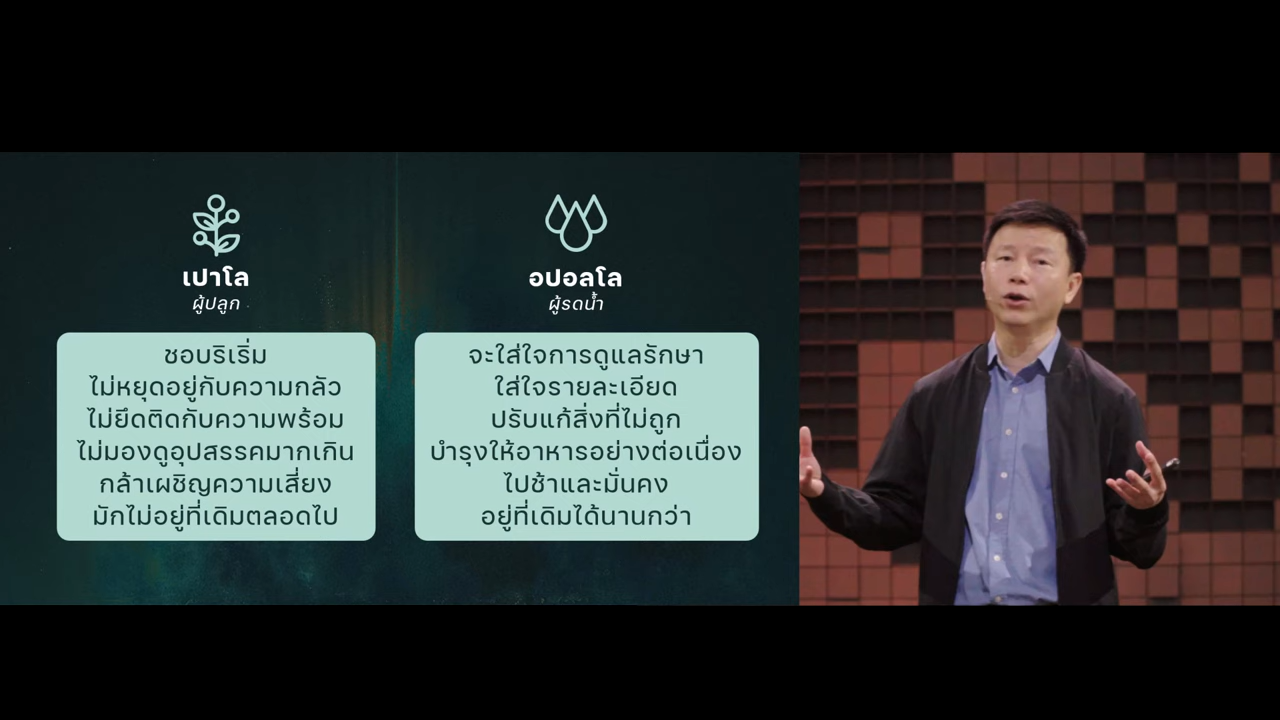 เปาโล
ผู้ปลูก
ชอบริเริ่ม
ไม่หยุดอยู่กับความกลัว
ไม่ยึดติดกับความพร้อม
ไม่มองดูอุปสรรคมากเกิน
กล้าเผชิญความเสี่ยง
มักไม่อยู่ที่เดิมตลอดไป
อปอลโล
ผู้รดน้ำ
จะใส่ใจการดูแลรักษา
ใส่ใจรายละเอียด
ปรับแก้สิ่งที่ไม่ถูก
บำรุงให้อาหารอย่างต่อเนื่อง
ไปช้าและมั่นคง
อยู่ที่เดิมได้นานกว่า